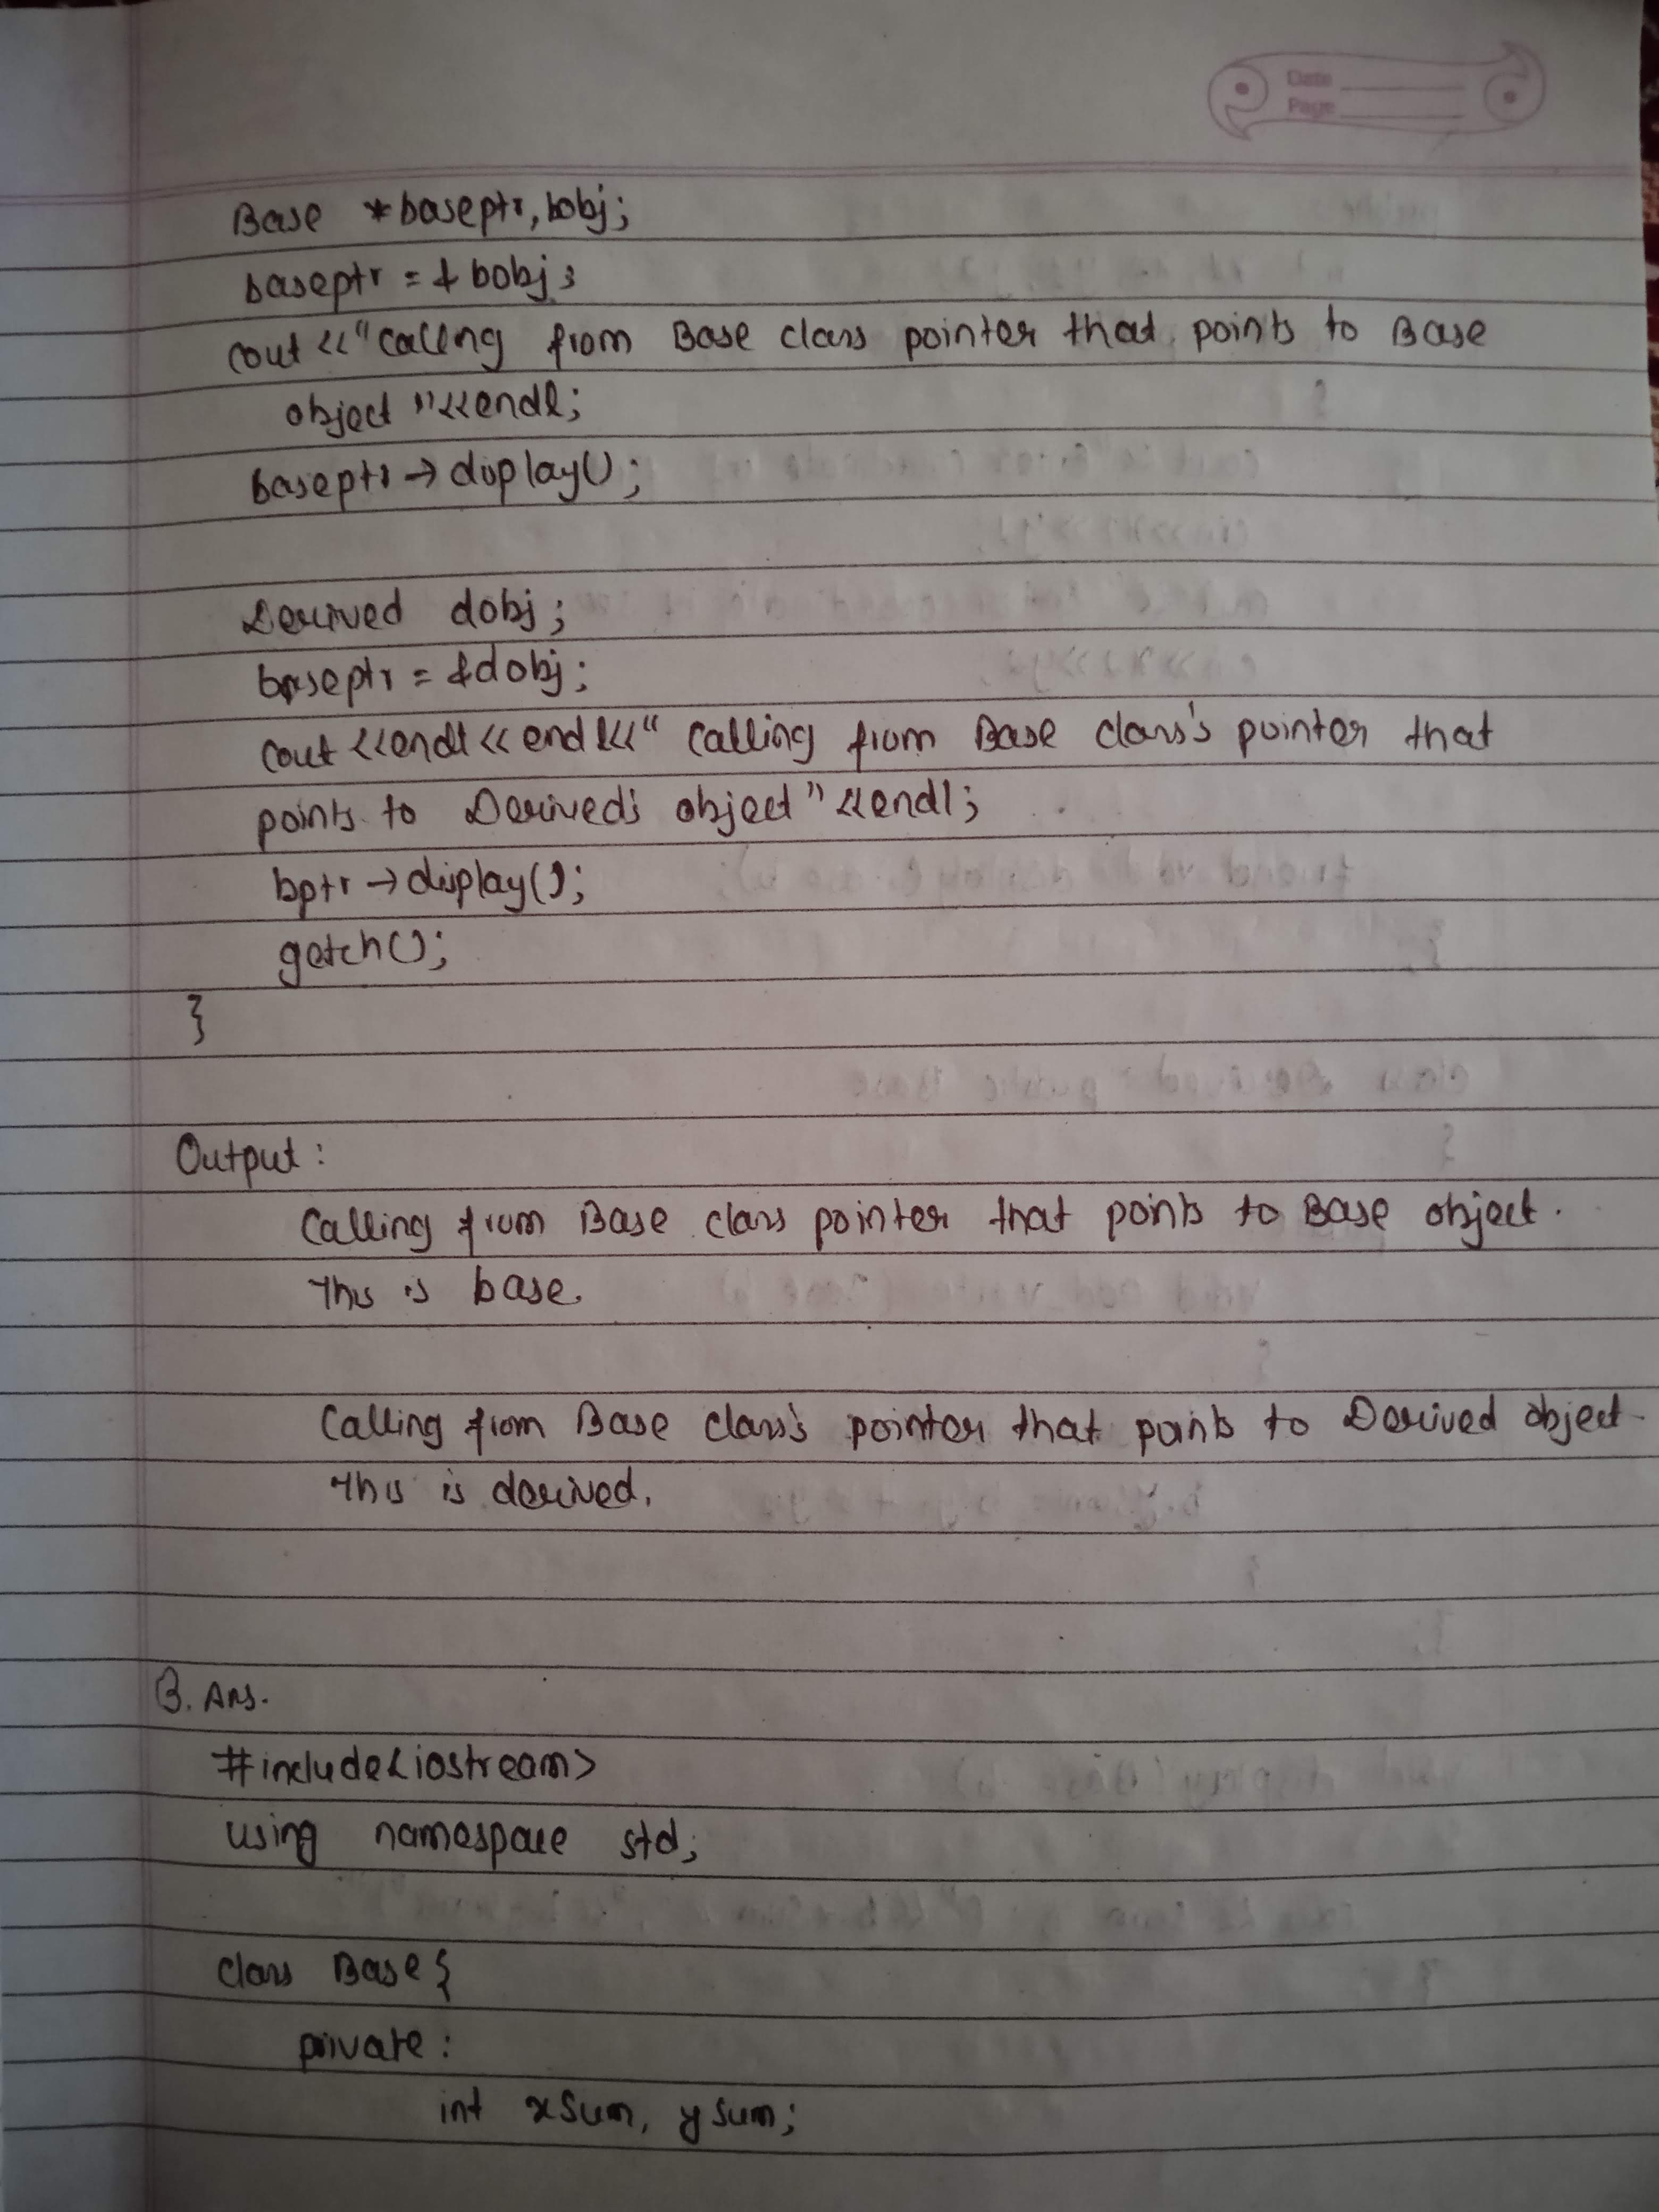 Date
Page
Base *baseptr, bobj;
baseptr = & bobj;
cout <<"Calling from Base class pointer that points to Base
object "<<endl;
baseptr → display();
Derived dobj;
baseptr = &dobj;
cout <<endl << endl<<" Calling from Base class's pointer that
points to Derived's object" <<endl;
bptr → display();
getch();
}
Output:
Calling from Base class pointer that points to Base object.
This is base.
Calling from Base class's pointer that points to Derived object.
This is derived.
3. Ans.
#include<iostream>
using namespace std;
class Base{
private:
int xSum, ySum;